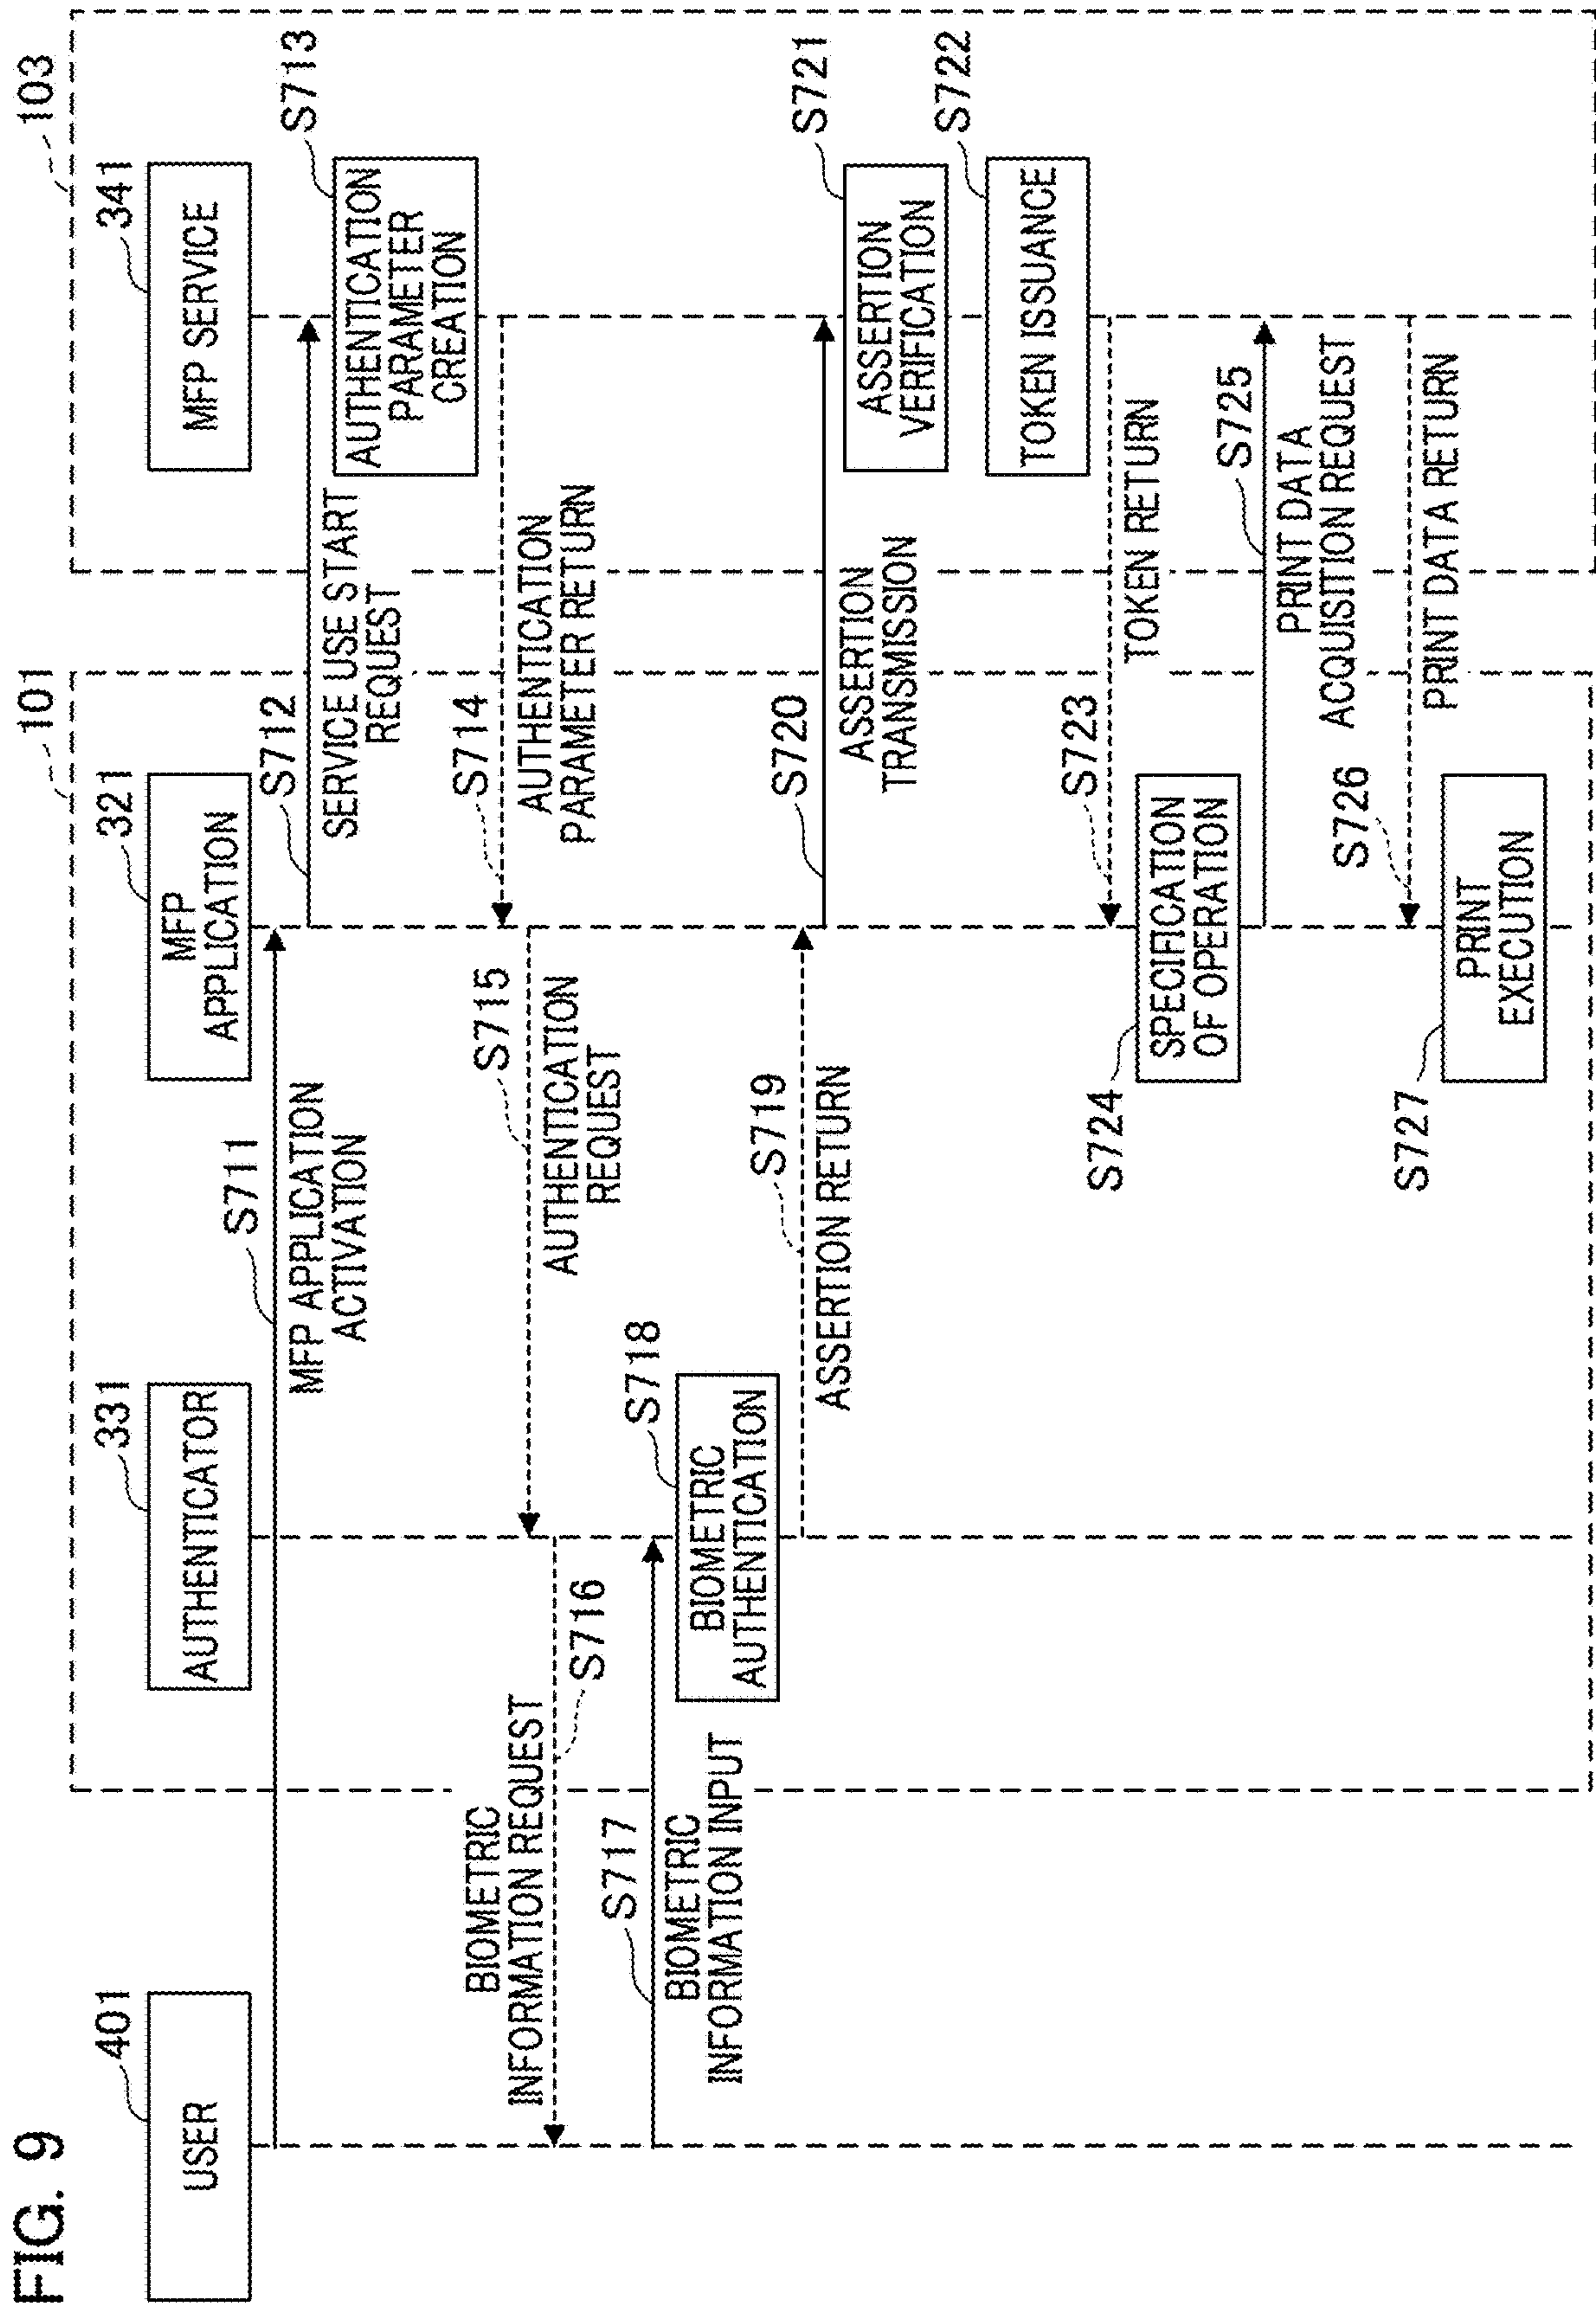 FIG. 9
101
103
401
331
321
341
USER
AUTHENTICATOR
MFP
APPLICATION
MFP SERVICE
S711
MFP APPLICATION
ACTIVATION
S712
SERVICE USE START
REQUEST
S713
AUTHENTICATION
PARAMETER
CREATION
S714
AUTHENTICATION
PARAMETER RETURN
S715
AUTHENTICATION
REQUEST
BIOMETRIC
INFORMATION REQUEST
S716
S717
BIOMETRIC
INFORMATION INPUT
S718
BIOMETRIC
AUTHENTICATION
S719
ASSERTION RETURN
S720
ASSERTION
TRANSMISSION
S721
ASSERTION
VERIFICATION
S722
TOKEN ISSUANCE
S723
TOKEN RETURN
S724
SPECIFICATION
OF OPERATION
S725
PRINT DATA
ACQUISITION REQUEST
S726
PRINT DATA RETURN
S727
PRINT
EXECUTION